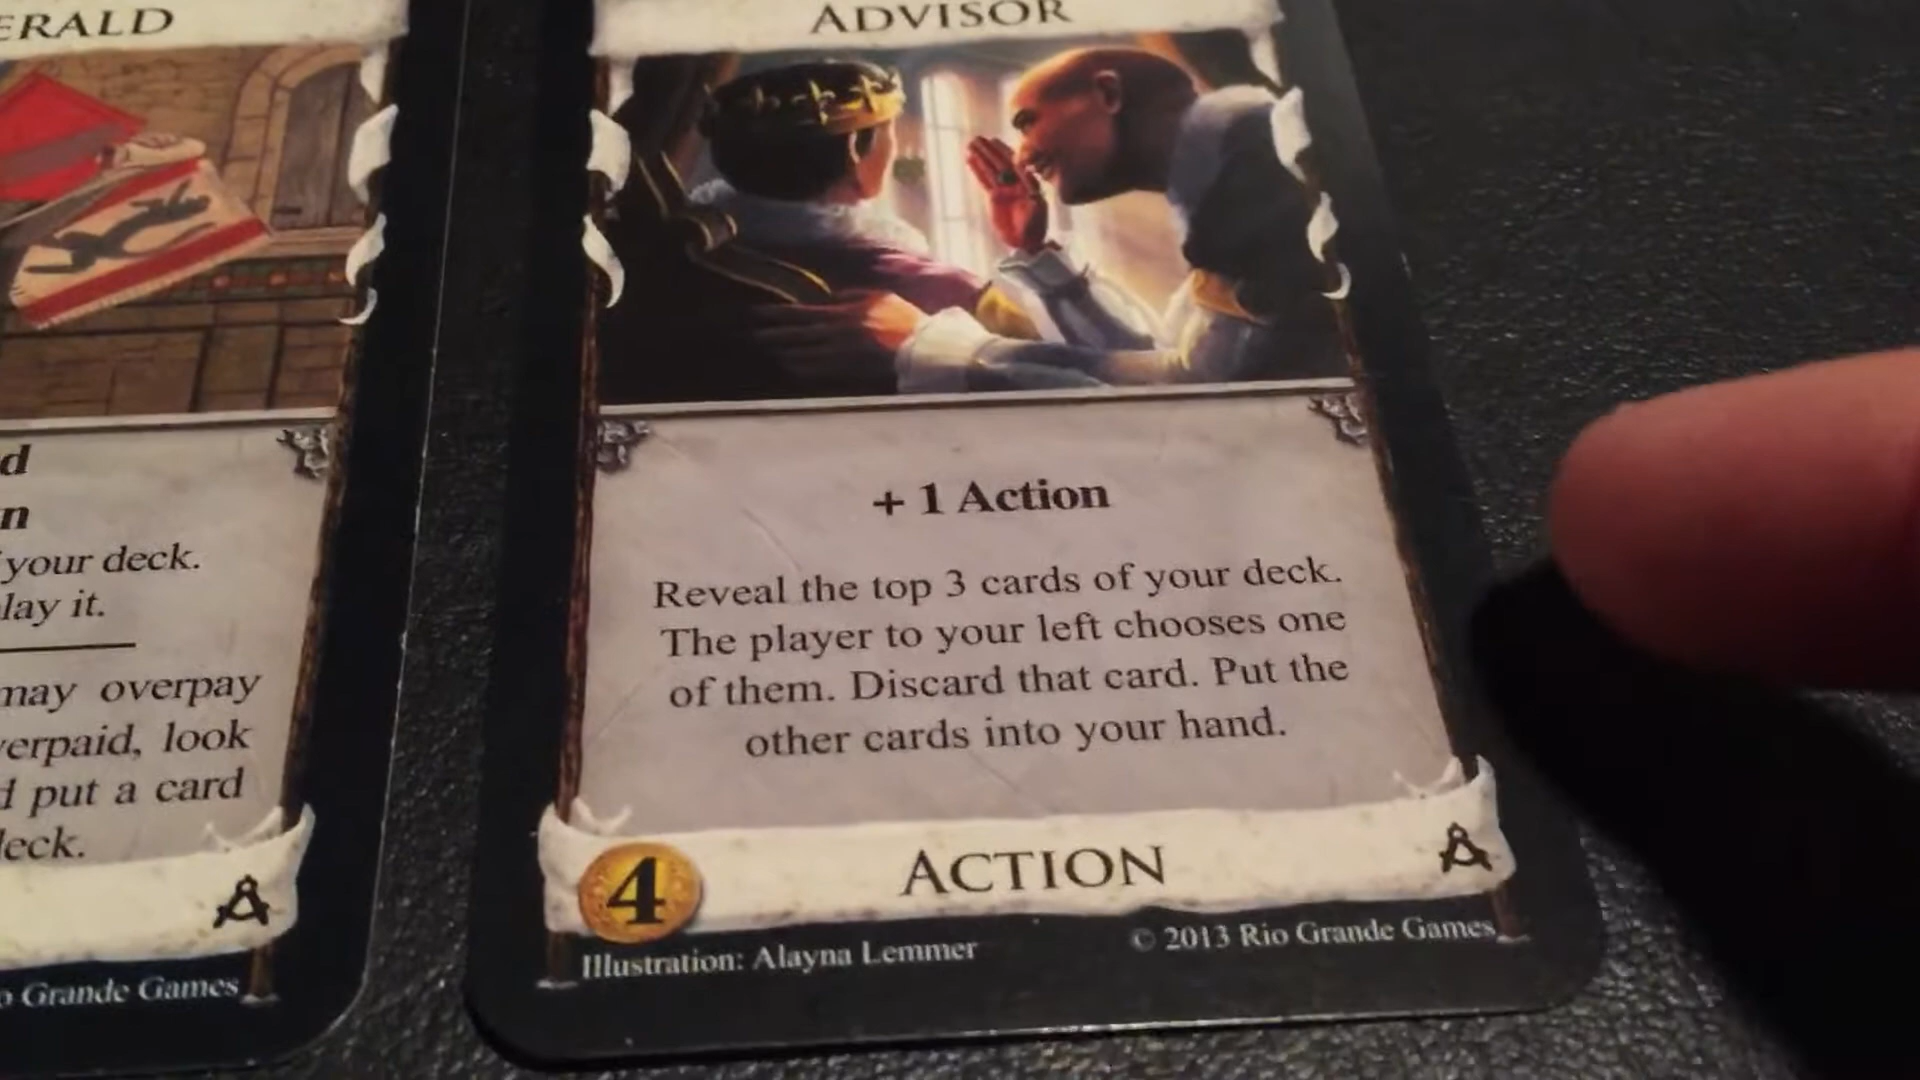 ERALD
d
n
your deck.
lay it.
may overpay
verpaid, look
d put a card
deck.
Grande Games
ADVISOR
+ 1 Action
Reveal the top 3 cards of your deck.
The player to your left chooses one
of them. Discard that card. Put the
other cards into your hand.
4
ACTION
Illustration: Alayna Lemmer
© 2013 Rio Grande Games